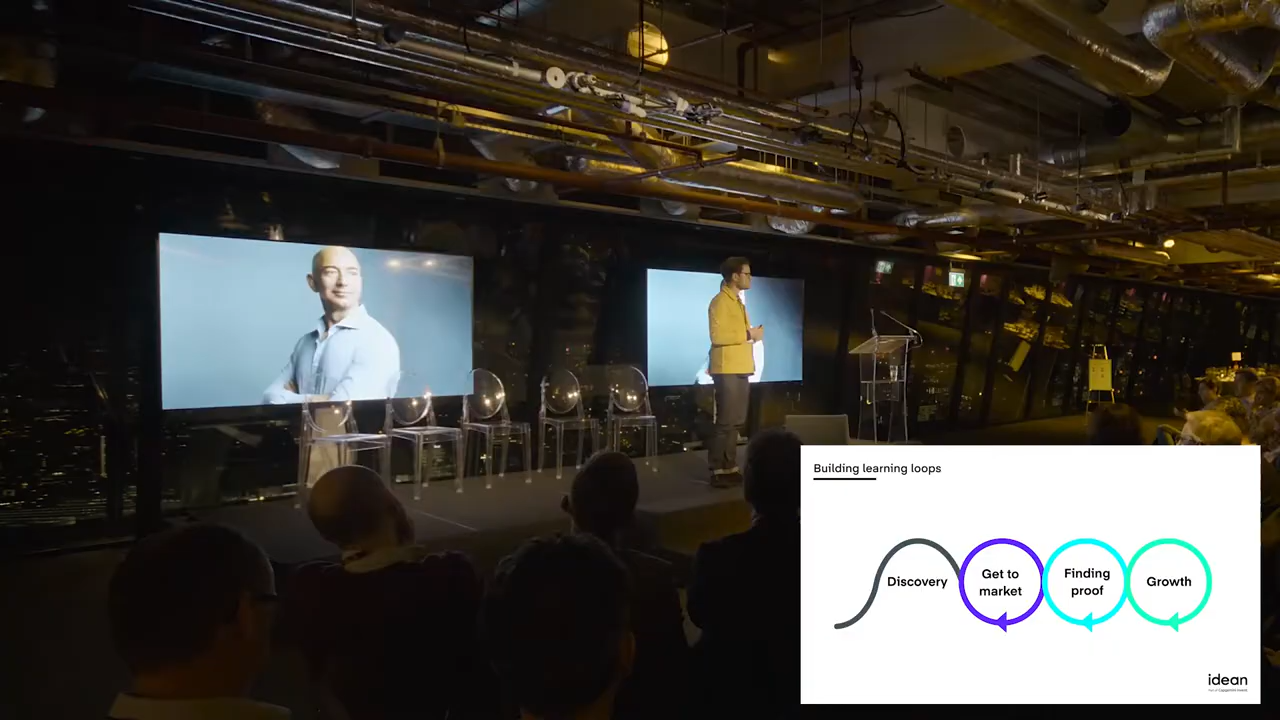 Building learning loops
Discovery
Get to
market
Finding
proof
Growth
idean